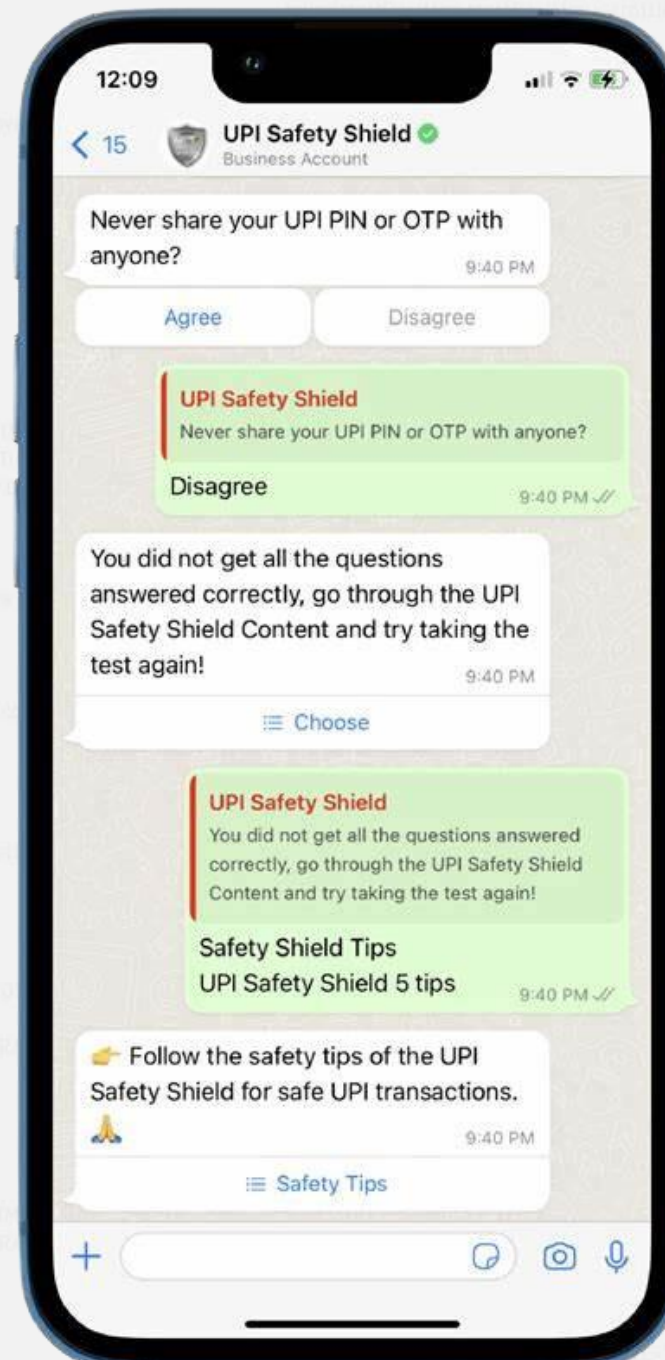 12:09
15
UPI Safety Shield
Business Account
Never share your UPI PIN or OTP with
anyone?
9:40 PM
Agree
Disagree
UPI Safety Shield
Never share your UPI PIN or OTP with anyone?
Disagree
9:40 PM
You did not get all the questions
answered correctly, go through the UPI
Safety Shield Content and try taking the
test again!
9:40 PM
Choose
UPI Safety Shield
You did not get all the questions answered
correctly, go through the UPI Safety Shield
Content and try taking the test again!
Safety Shield Tips
UPI Safety Shield 5 tips
9:40 PM
👉 Follow the safety tips of the UPI
Safety Shield for safe UPI transactions.
🙏
9:40 PM
Safety Tips